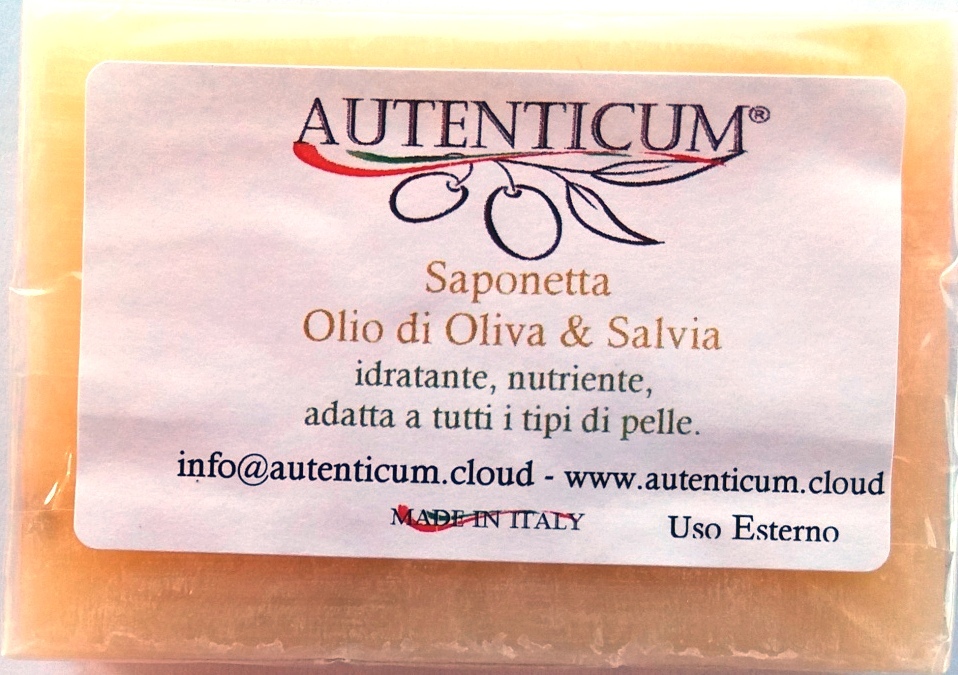 AUTENTICUM®
Saponetta
Olio di Oliva & Salvia
idratante, nutriente,
adatta a tutti i tipi di pelle.
info@autenticum.cloud - www.autenticum.cloud
MADE IN ITALY
Uso Esterno